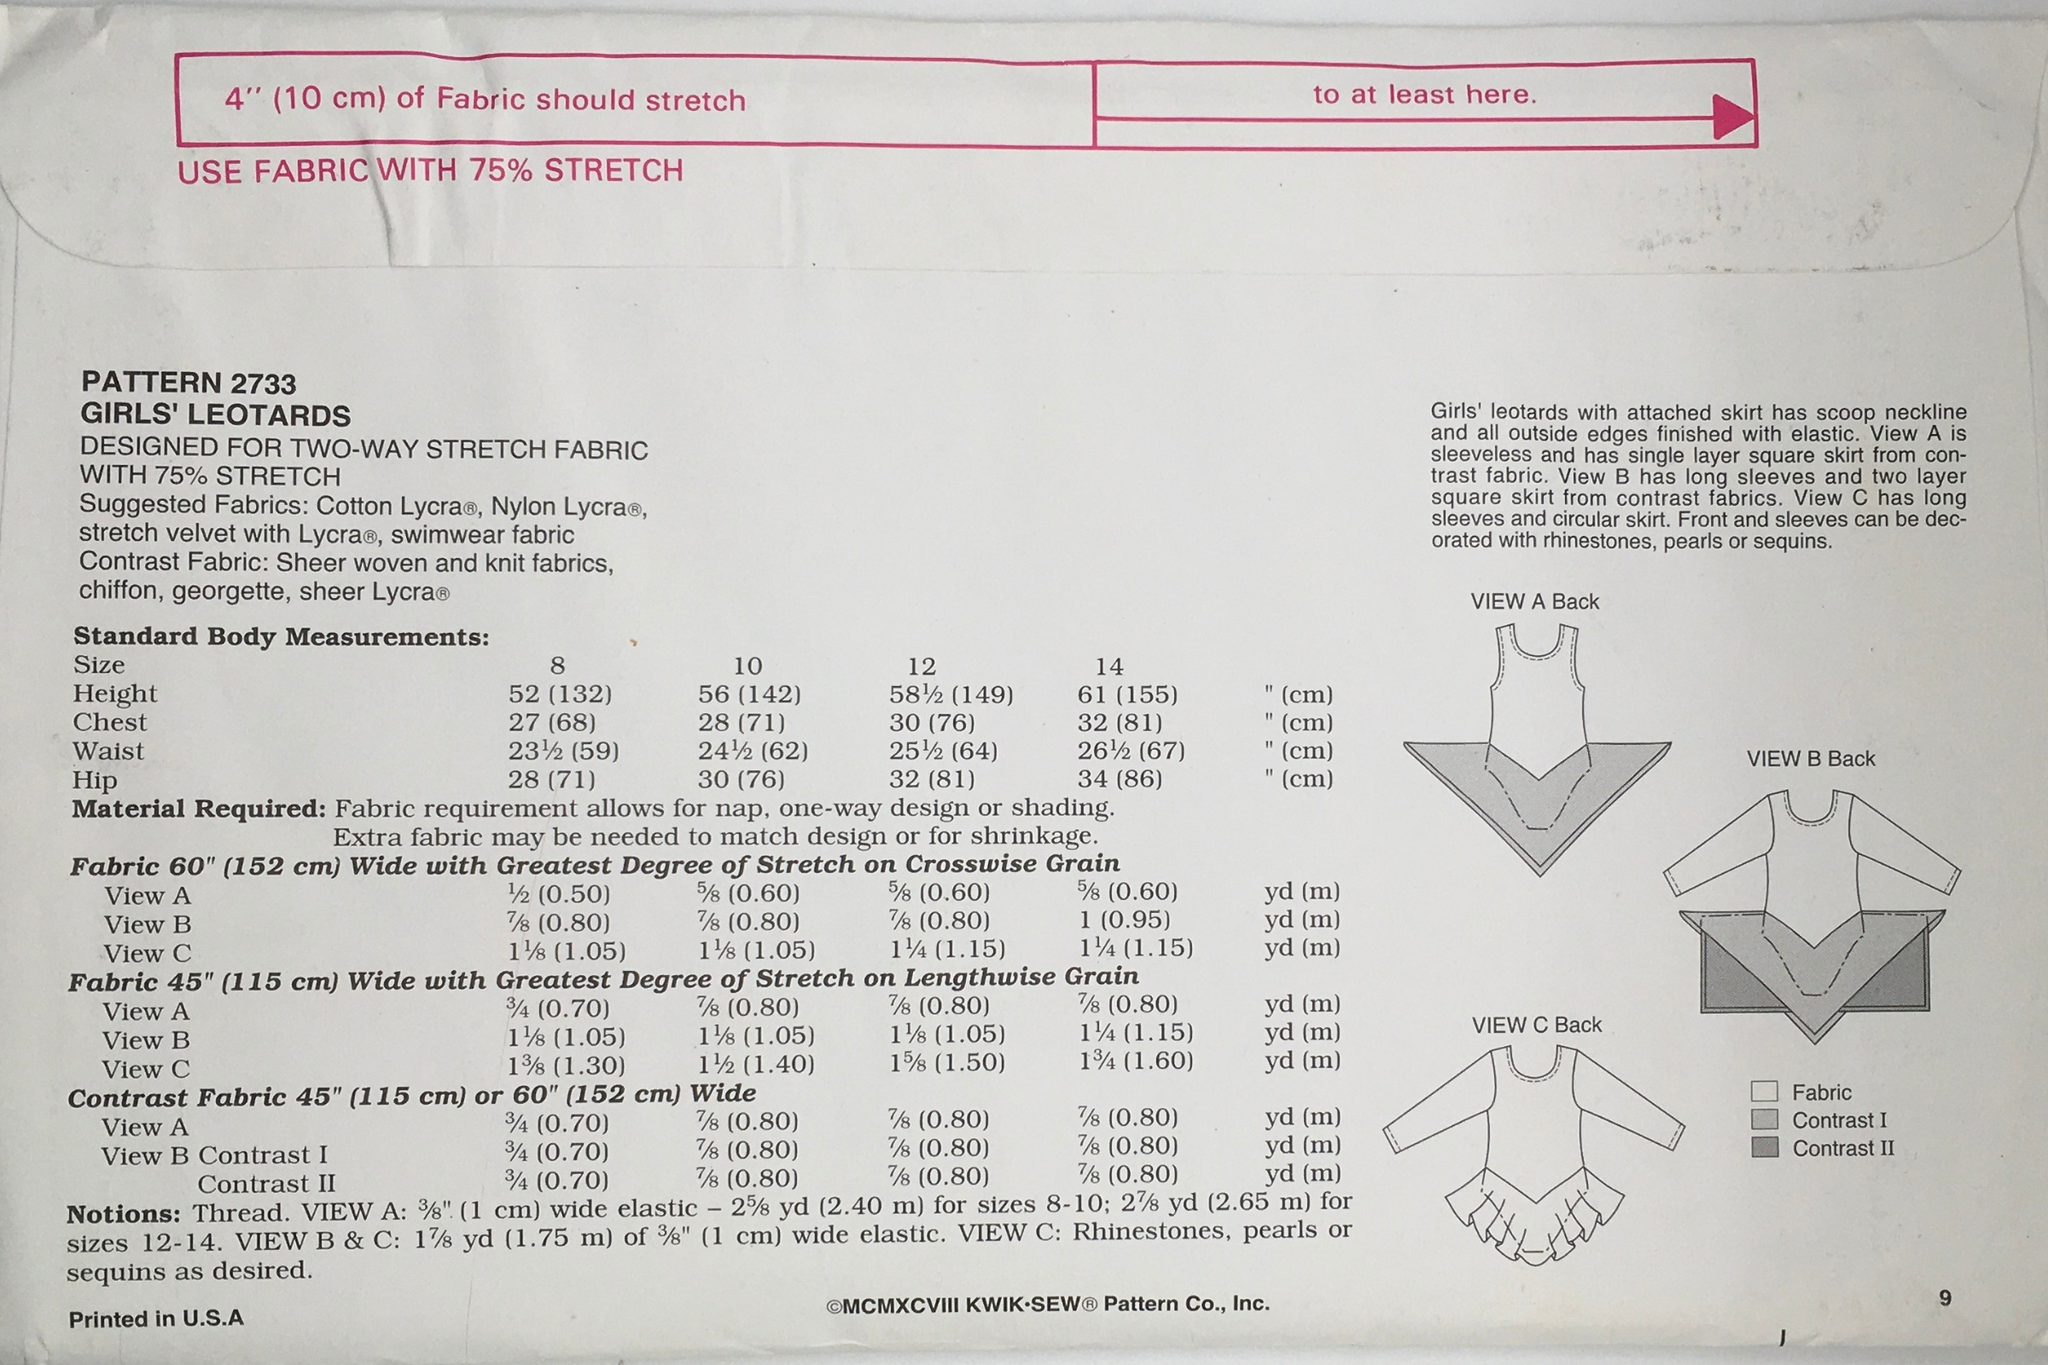 4'' (10 cm) of Fabric should stretch
to at least here.
USE FABRIC WITH 75% STRETCH
PATTERN 2733
GIRLS' LEOTARDS
DESIGNED FOR TWO-WAY STRETCH FABRIC
WITH 75% STRETCH
Suggested Fabrics: Cotton Lycra®, Nylon Lycra®,
stretch velvet with Lycra®, swimwear fabric
Contrast Fabric: Sheer woven and knit fabrics,
chiffon, georgette, sheer Lycra®
Standard Body Measurements:
Size 8 10 12 14
Height 52 (132) 56 (142) 58½ (149) 61 (155) " (cm)
Chest 27 (68) 28 (71) 30 (76) 32 (81) " (cm)
Waist 23½ (59) 24½ (62) 25½ (64) 26½ (67) " (cm)
Hip 28 (71) 30 (76) 32 (81) 34 (86) " (cm)
Material Required: Fabric requirement allows for nap, one-way design or shading.
Extra fabric may be needed to match design or for shrinkage.
Fabric 60" (152 cm) Wide with Greatest Degree of Stretch on Crosswise Grain
View A ½ (0.50) ⅝ (0.60) ⅝ (0.60) ⅝ (0.60) yd (m)
View B ⅞ (0.80) ⅞ (0.80) ⅞ (0.80) 1 (0.95) yd (m)
View C 1⅛ (1.05) 1⅛ (1.05) 1¼ (1.15) 1¼ (1.15) yd (m)
Fabric 45" (115 cm) Wide with Greatest Degree of Stretch on Lengthwise Grain
View A ¾ (0.70) ⅞ (0.80) ⅞ (0.80) ⅞ (0.80) yd (m)
View B 1⅛ (1.05) 1⅛ (1.05) 1⅛ (1.05) 1¼ (1.15) yd (m)
View C 1⅜ (1.30) 1½ (1.40) 1⅝ (1.50) 1¾ (1.60) yd (m)
Contrast Fabric 45" (115 cm) or 60" (152 cm) Wide
View A ¾ (0.70) ⅞ (0.80) ⅞ (0.80) ⅞ (0.80) yd (m)
View B Contrast I ¾ (0.70) ⅞ (0.80) ⅞ (0.80) ⅞ (0.80) yd (m)
Contrast II ¾ (0.70) ⅞ (0.80) ⅞ (0.80) ⅞ (0.80) yd (m)
Notions: Thread. VIEW A: ⅜" (1 cm) wide elastic – 2⅝ yd (2.40 m) for sizes 8-10; 2⅞ yd (2.65 m) for
sizes 12-14. VIEW B & C: 1⅞ yd (1.75 m) of ⅜" (1 cm) wide elastic. VIEW C: Rhinestones, pearls or
sequins as desired.
Girls' leotards with attached skirt has scoop neckline
and all outside edges finished with elastic. View A is
sleeveless and has single layer square skirt from con-
trast fabric. View B has long sleeves and two layer
square skirt from contrast fabrics. View C has long
sleeves and circular skirt. Front and sleeves can be dec-
orated with rhinestones, pearls or sequins.
VIEW A Back
VIEW B Back
VIEW C Back
Fabric
Contrast I
Contrast II
Printed in U.S.A
©MCMXCVIII KWIK•SEW® Pattern Co., Inc.
9